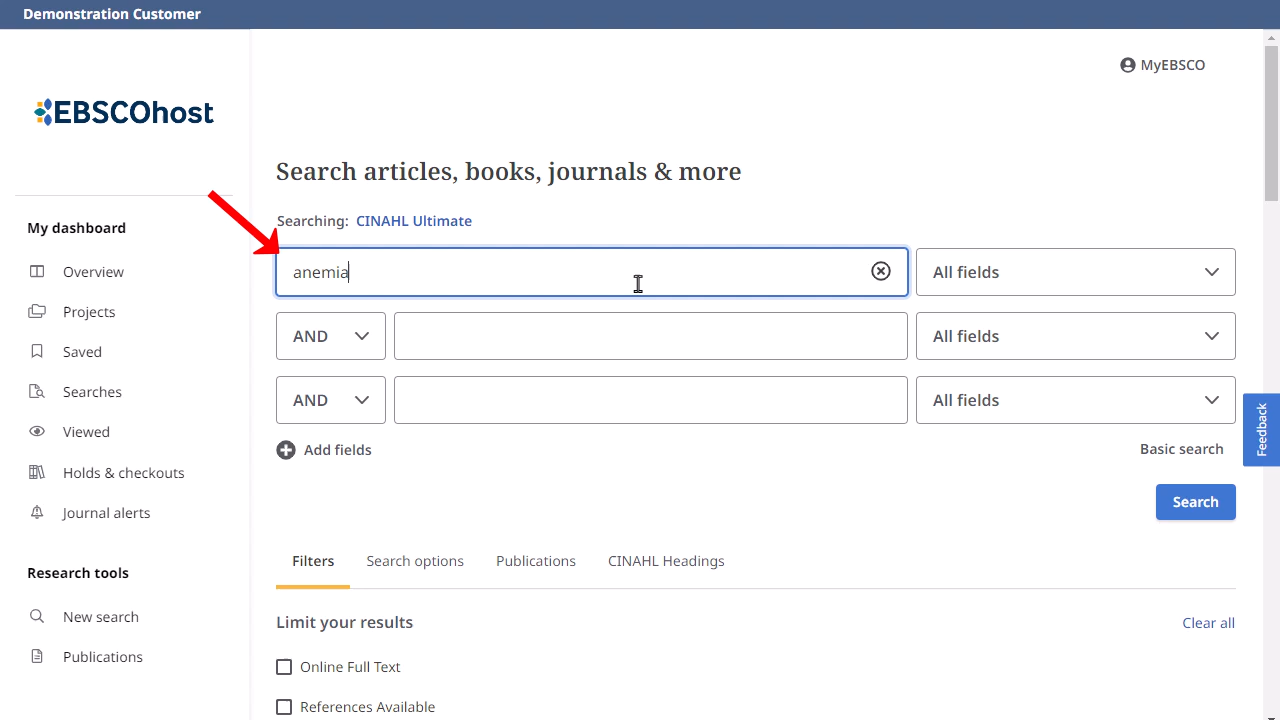 Demonstration Customer
MyEBSCO
EBSCOhost
Search articles, books, journals & more
Searching: CINAHL Ultimate
anemia
All fields
AND
All fields
AND
All fields
Add fields
Basic search
Search
Filters
Search options
Publications
CINAHL Headings
Limit your results
Clear all
Online Full Text
References Available
My dashboard
Overview
Projects
Saved
Searches
Viewed
Holds & checkouts
Journal alerts
Research tools
New search
Publications
Feedback